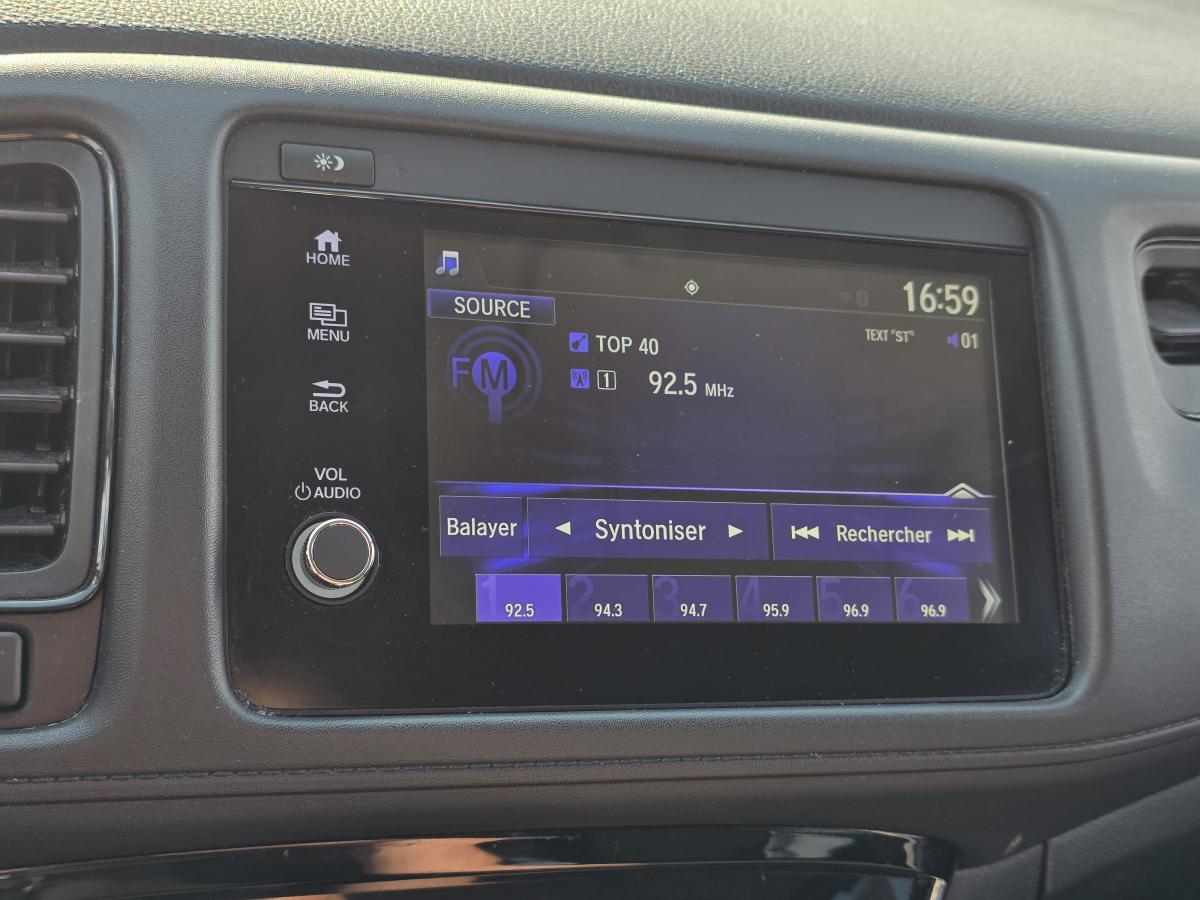 HOME
MENU
BACK
VOL
AUDIO
16:59
SOURCE
TEXT "ST"
01
FM
TOP 40
1
92.5 MHz
Balayer
Syntoniser
Rechercher
1 92.5
2 94.3
3 94.7
4 95.9
5 96.9
6 96.9